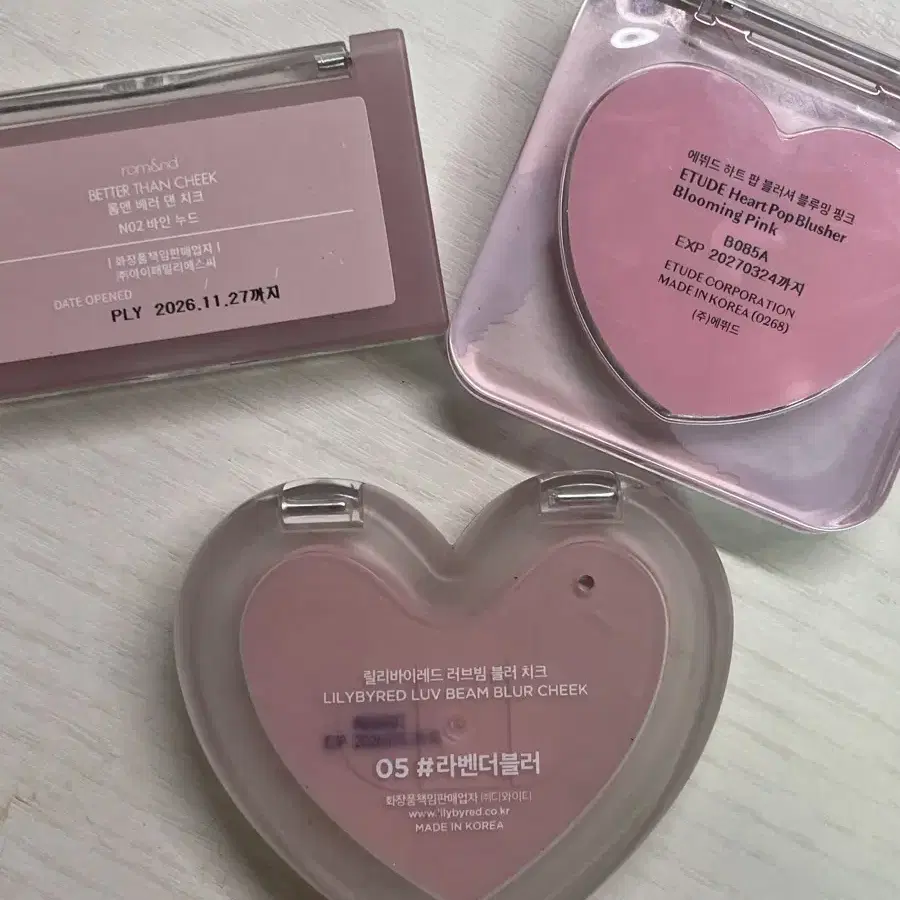 rom&nd
BETTER THAN CHEEK
롬앤 베러 댄 치크
N02 바인 누드
| 화장품책임판매업자 |
㈜아이패밀리에스씨
DATE OPENED / /
PLY 2026.11.27까지
에뛰드 하트 팝 블러셔 블루밍 핑크
ETUDE Heart Pop Blusher
Blooming Pink
B085A
EXP 20270324까지
ETUDE CORPORATION
MADE IN KOREA (0268)
(주)에뛰드
릴리바이레드 러브빔 블러 치크
LILYBYRED LUV BEAM BLUR CHEEK
05 #라벤더블러
화장품책임판매업자 ㈜디와이디
www.lilybyred.co.kr
MADE IN KOREA